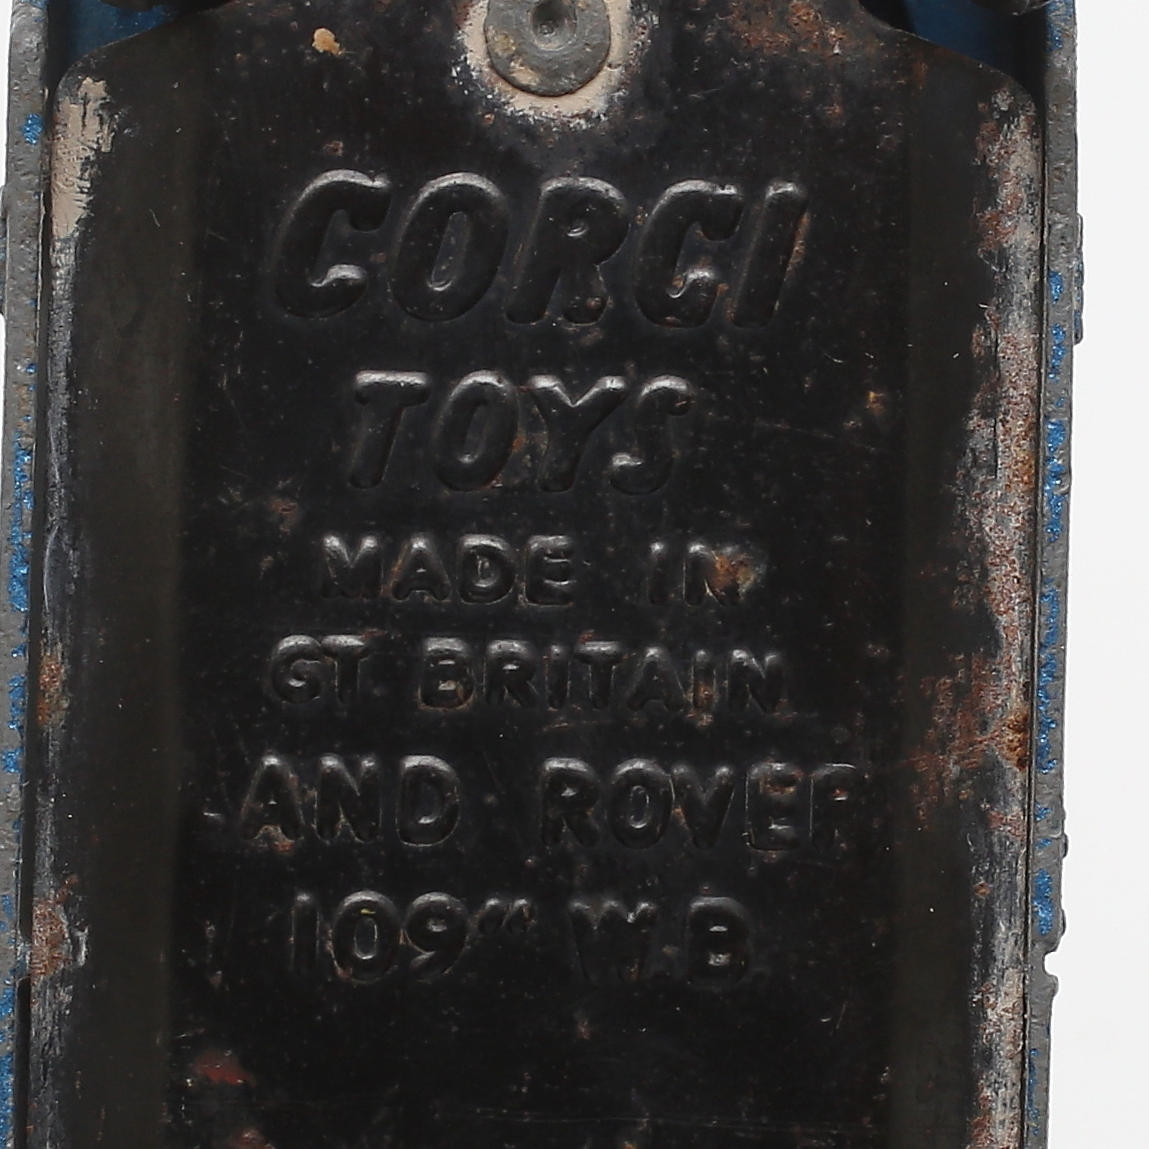 CORGI
TOYS
MADE IN
GT BRITAIN
AND ROVER
109" W.B